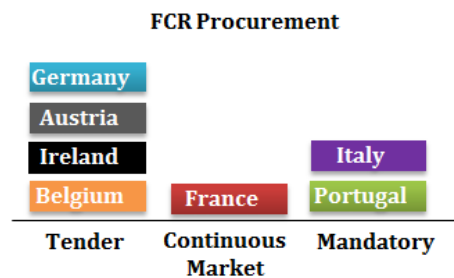 FCR Procurement
Germany
Austria
Ireland
Italy
Belgium
France
Portugal
Tender
Continuous
Market
Mandatory